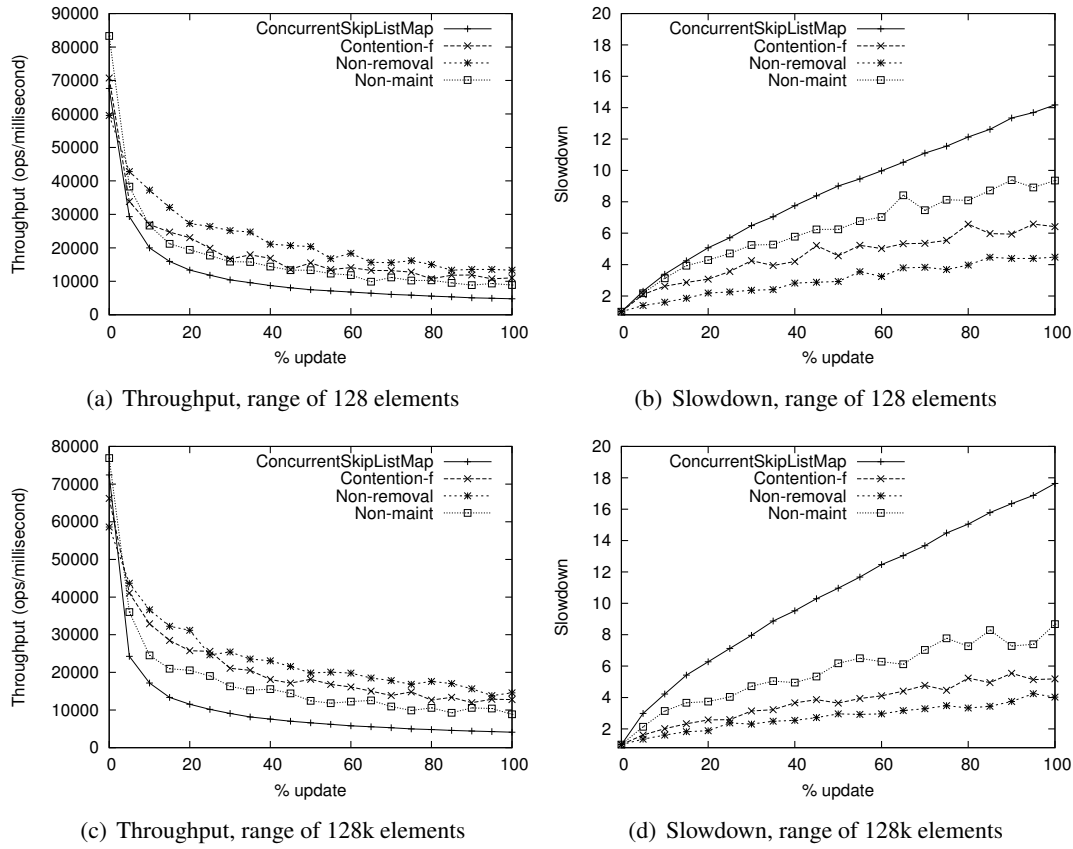 90000
80000
70000
60000
50000
40000
30000
20000
10000
0
0 20 40 60 80 100
Throughput (ops/millisecond)
% update
ConcurrentSkipListMap
Contention-f
Non-removal
Non-maint
(a) Throughput, range of 128 elements
20
18
16
14
12
10
8
6
4
2
0 20 40 60 80 100
Slowdown
% update
ConcurrentSkipListMap
Contention-f
Non-removal
Non-maint
(b) Slowdown, range of 128 elements
80000
70000
60000
50000
40000
30000
20000
10000
0
0 20 40 60 80 100
Throughput (ops/millisecond)
% update
ConcurrentSkipListMap
Contention-f
Non-removal
Non-maint
(c) Throughput, range of 128k elements
20
18
16
14
12
10
8
6
4
2
0 20 40 60 80 100
Slowdown
% update
ConcurrentSkipListMap
Contention-f
Non-removal
Non-maint
(d) Slowdown, range of 128k elements